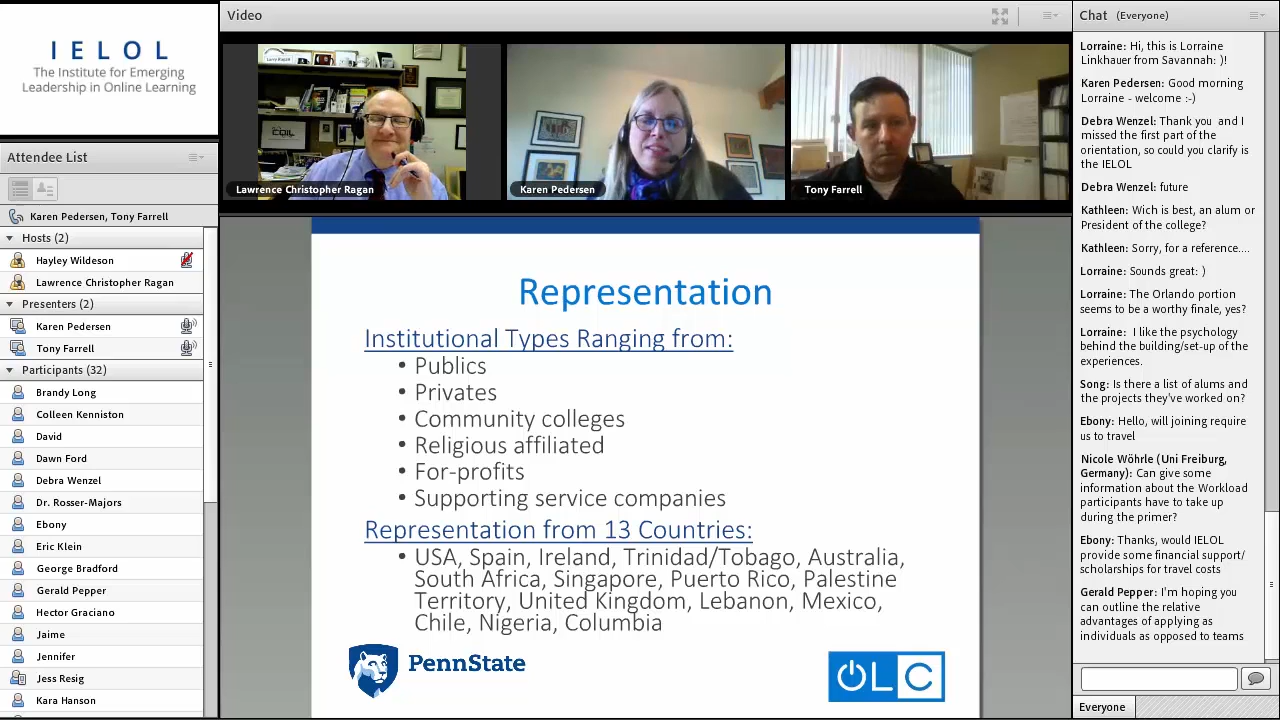 I E L O L
The Institute for Emerging
Leadership in Online Learning
Attendee List
Karen Pedersen, Tony Farrell
Hosts (2)
Hayley Wildeson
Lawrence Christopher Ragan
Presenters (2)
Karen Pedersen
Tony Farrell
Participants (32)
Brandy Long
Colleen Kenniston
David
Dawn Ford
Debra Wenzel
Dr. Rosser-Majors
Ebony
Eric Klein
George Bradford
Gerald Pepper
Hector Graciano
Jaime
Jennifer
Jess Resig
Kara Hanson
Video
COIL
Lawrence Christopher Ragan
Karen Pedersen
Tony Farrell
Representation
Institutional Types Ranging from:
• Publics
• Privates
• Community colleges
• Religious affiliated
• For-profits
• Supporting service companies
Representation from 13 Countries:
• USA, Spain, Ireland, Trinidad/Tobago, Australia,
South Africa, Singapore, Puerto Rico, Palestine
Territory, United Kingdom, Lebanon, Mexico,
Chile, Nigeria, Columbia
PennState
OLC
Chat (Everyone)
Lorraine: Hi, this is Lorraine
Linkhauer from Savannah: )!
Karen Pedersen: Good morning
Lorraine - welcome :-)
Debra Wenzel: Thank you and I
missed the first part of the
orientation, so could you clarify is
the IELOL
Debra Wenzel: future
Kathleen: Wich is best, an alum or
President of the college?
Kathleen: Sorry, for a reference....
Lorraine: Sounds great: )
Lorraine: The Orlando portion
seems to be a worthy finale, yes?
Lorraine: I like the psychology
behind the building/set-up of the
experiences.
Song: Is there a list of alums and
the projects they've worked on?
Ebony: Hello, will joining require
us to travel
Nicole Wöhrle (Uni Freiburg,
Germany): Can give some
information about the Workload
participants have to take up
during the primer?
Ebony: Thanks, would IELOL
provide some financial support/
scholarships for travel costs
Gerald Pepper: I'm hoping you
can outline the relative
advantages of applying as
individuals as opposed to teams
Everyone